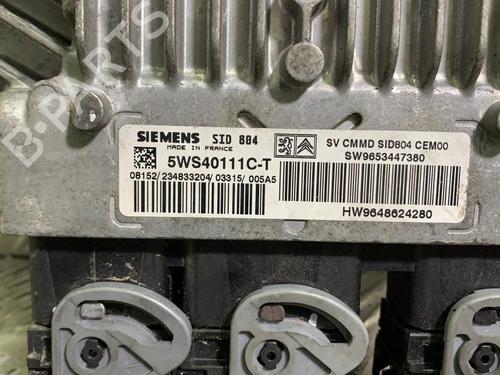 SIEMENS SID 804
MADE IN FRANCE
5WS40111C-T
08152/234833204/03315/005A5
SV CMMD SID804 CEM00
SW9653447380
HW9648624280
B-PARTS